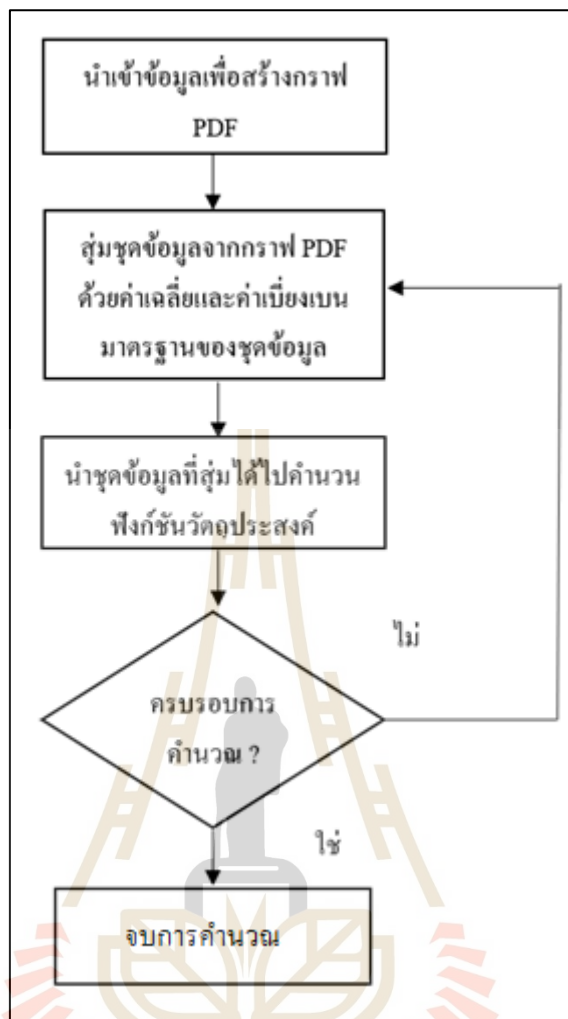 นำเข้าข้อมูลเพื่อสร้างกราฟ
PDF
สุ่มชุดข้อมูลจากกราฟ PDF
ด้วยค่าเฉลี่ยและค่าเบี่ยงเบน
มาตรฐานของชุดข้อมูล
นำชุดข้อมูลที่สุ่มได้ไปคำนวน
ฟังก์ชันวัตถุประสงค์
ไม่
ครบรอบการ
คำนวณ ?
ใช่
จบการคำนวณ